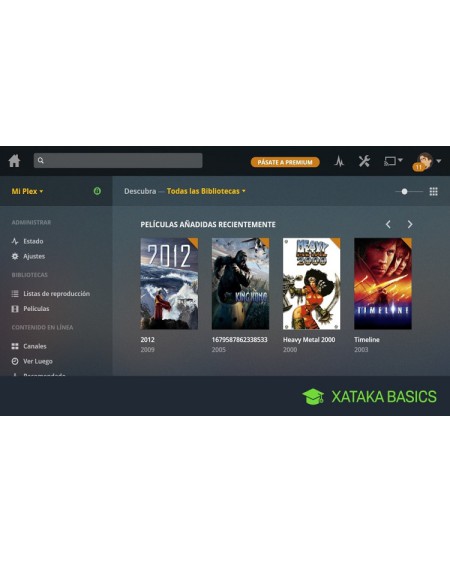 PÁSATE A PREMIUM
11
Mi Plex
Descubra — Todas las Bibliotecas
ADMINISTRAR
Estado
Ajustes
BIBLIOTECAS
Listas de reproducción
Películas
CONTENIDO EN LÍNEA
Canales
Ver Luego
Recomendado
PELÍCULAS AÑADIDAS RECIENTEMENTE
2012
KING KONG
HEAVY METAL 2000
TIMELINE
2012
2009
1679587862338533
2005
Heavy Metal 2000
2000
Timeline
2003
XATAKA BASICS